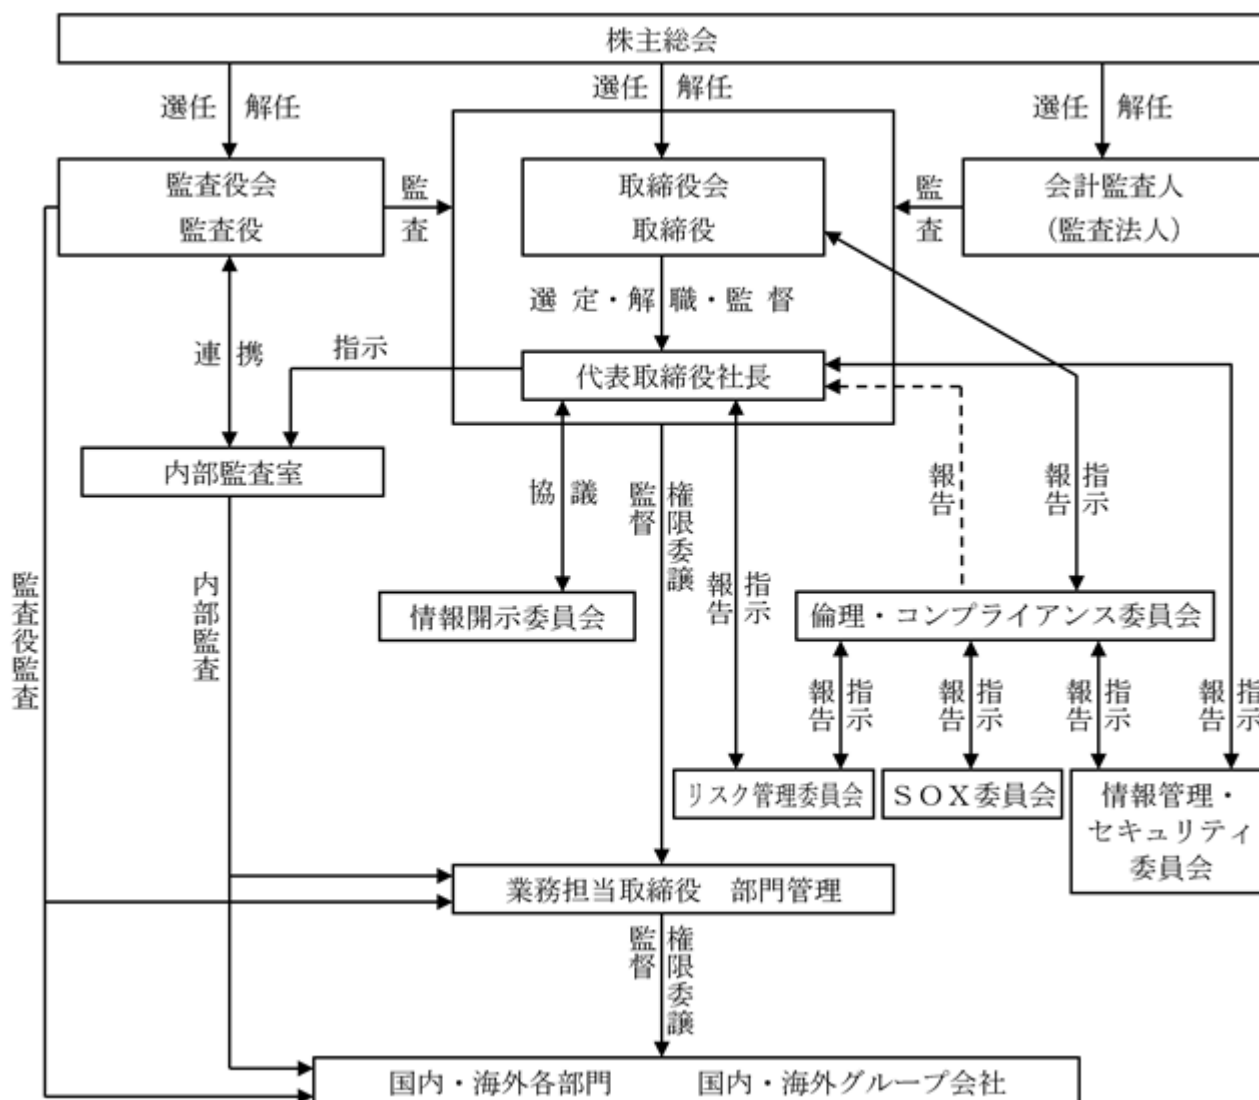 株主総会
選任 解任
選任 解任
選任 解任
監査役会
監査役
監査
取締役会
取締役
監査
会計監査人
(監査法人)
選定・解職・監督
連携
指示
代表取締役社長
内部監査室
協議
監督
権限委譲
報告
指示
報告
報告
指示
監査役監査
内部監査
情報開示委員会
倫理・コンプライアンス委員会
報告
指示
報告
指示
報告
指示
報告
指示
リスク管理委員会
SOX委員会
情報管理・
セキュリティ
委員会
業務担当取締役 部門管理
監督
権限委譲
国内・海外各部門 国内・海外グループ会社